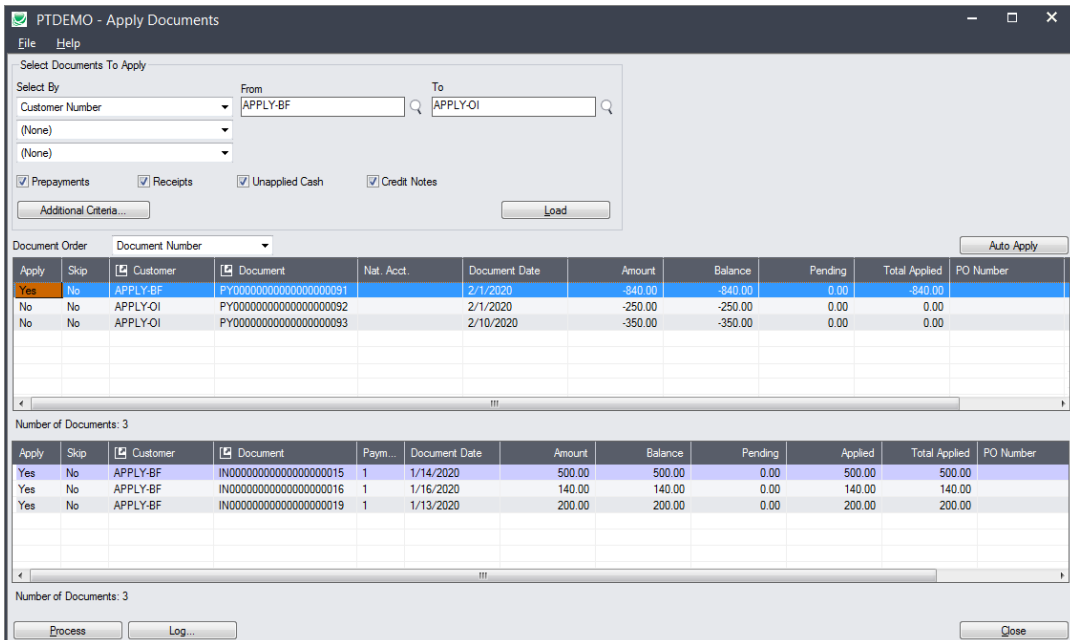 PTDEMO - Apply Documents
File Help
Select Documents To Apply
Select By From To
Customer Number APPLY-BF APPLY-OI
(None)
(None)
Prepayments Receipts Unapplied Cash Credit Notes
Additional Criteria... Load
Document Order Document Number Auto Apply
Apply Skip Customer Document Nat. Acct. Document Date Amount Balance Pending Total Applied PO Number
Yes No APPLY-BF PY00000000000000000091 2/1/2020 -840.00 -840.00 0.00 -840.00
No No APPLY-OI PY00000000000000000092 2/1/2020 -250.00 -250.00 0.00 0.00
No No APPLY-OI PY00000000000000000093 2/10/2020 -350.00 -350.00 0.00 0.00
Number of Documents: 3
Apply Skip Customer Document Paym... Document Date Amount Balance Pending Applied Total Applied PO Number
Yes No APPLY-BF IN00000000000000000015 1 1/14/2020 500.00 500.00 0.00 500.00 500.00
Yes No APPLY-BF IN00000000000000000016 1 1/16/2020 140.00 140.00 0.00 140.00 140.00
Yes No APPLY-BF IN00000000000000000019 1 1/13/2020 200.00 200.00 0.00 200.00 200.00
Number of Documents: 3
Process Log... Close